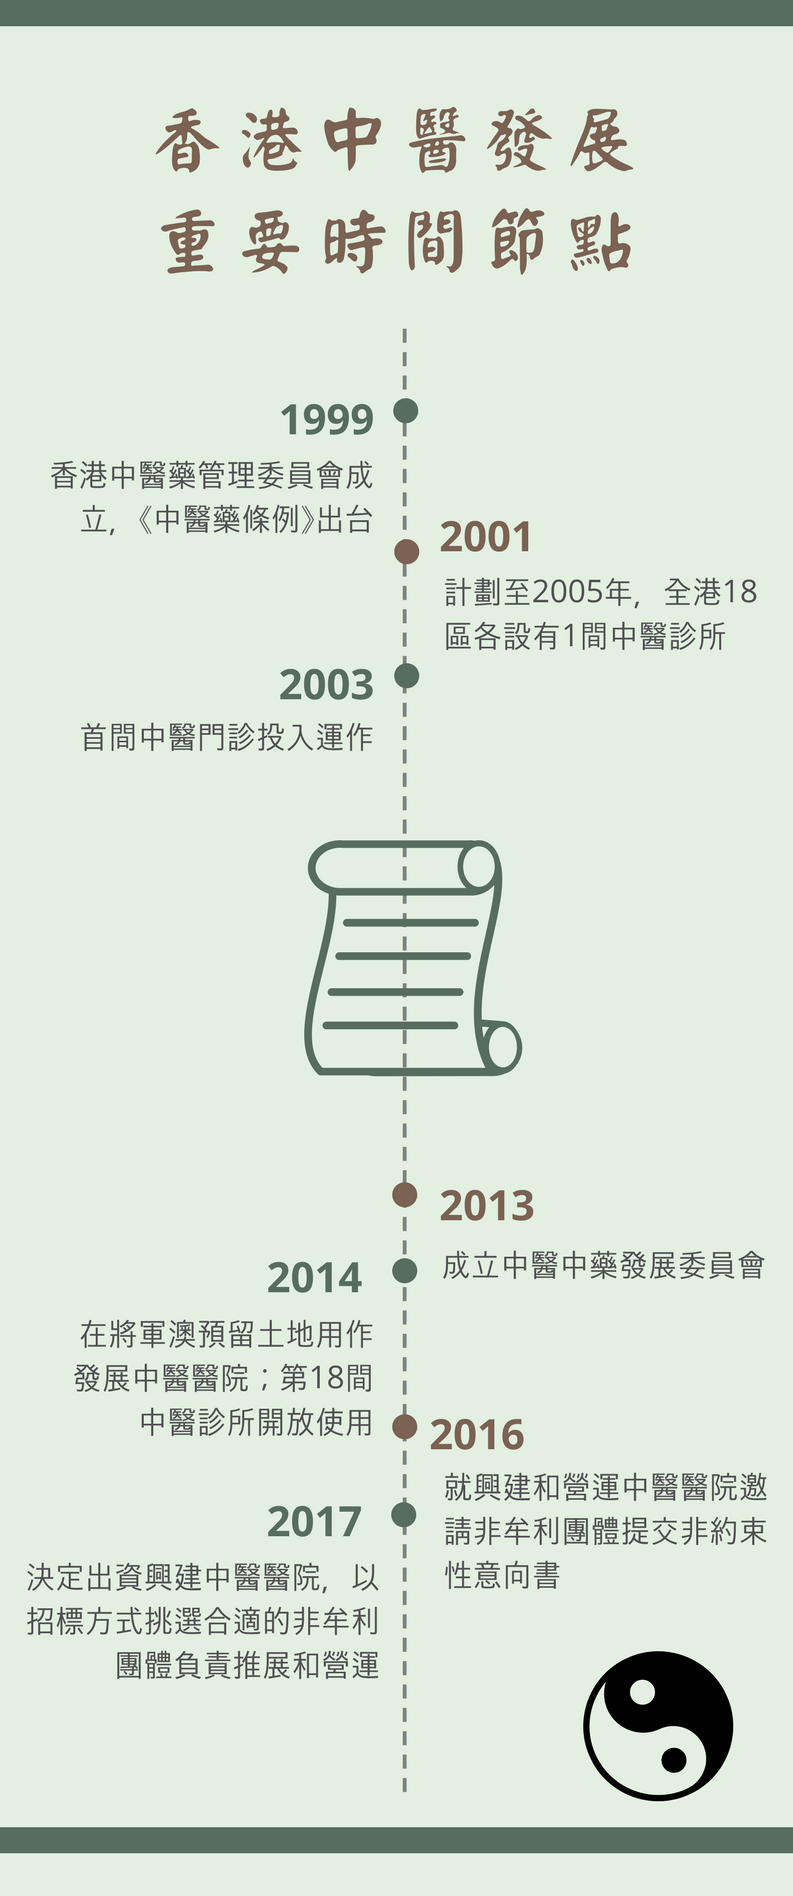 香港中醫發展
重要時間節點
1999
香港中醫藥管理委員會成
立,《中醫藥條例》出台
2001
計劃至2005年, 全港18
區各設有1間中醫診所
2003
首間中醫門診投入運作
2013
成立中醫中藥發展委員會
2014
在將軍澳預留土地用作
發展中醫醫院；第18間
中醫診所開放使用
2016
就興建和營運中醫醫院邀
請非牟利團體提交非約束
性意向書
2017
決定出資興建中醫醫院, 以
招標方式挑選合適的非牟利
團體負責推展和營運